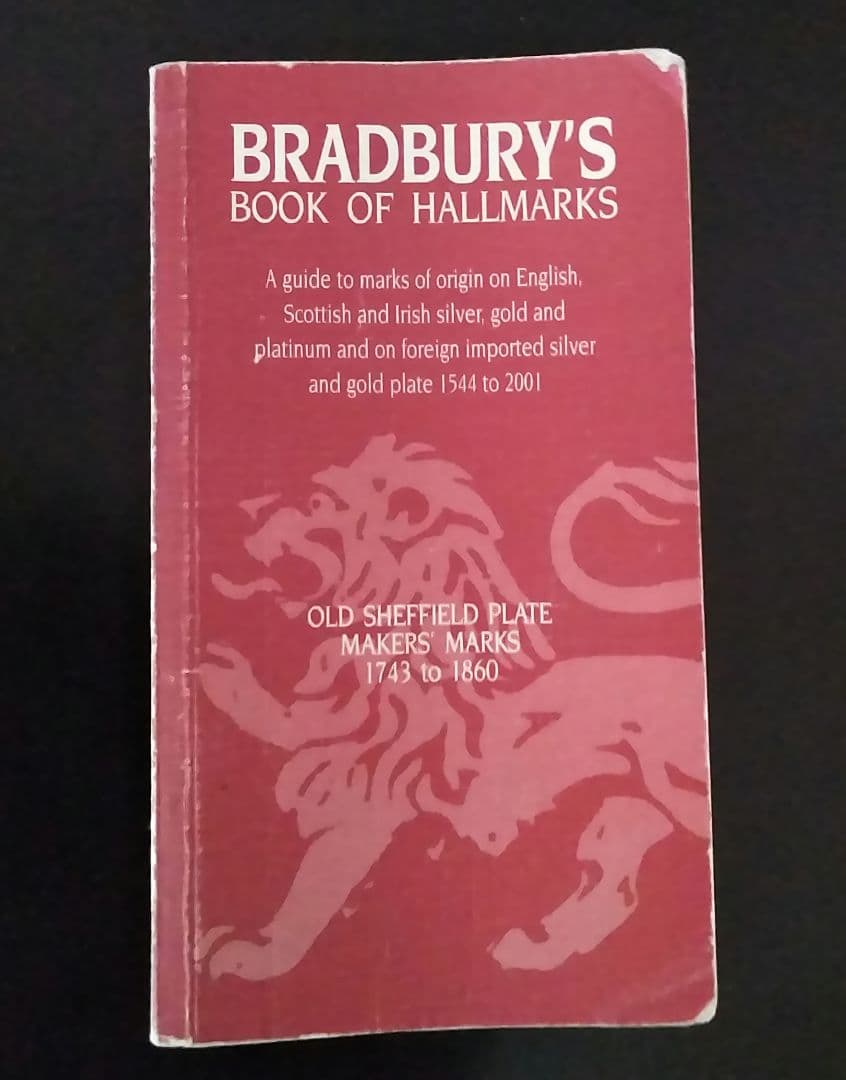 BRADBURY'S
BOOK OF HALLMARKS
A guide to marks of origin on English,
Scottish and Irish silver, gold and
platinum and on foreign imported silver
and gold plate 1544 to 2001
OLD SHEFFIELD PLATE
MAKERS' MARKS
1743 to 1860